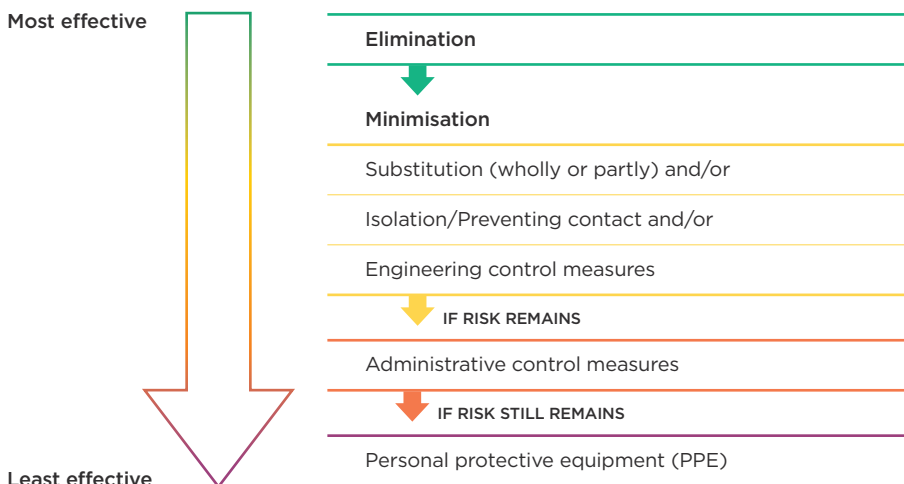 Most effective
Elimination
Minimisation
Substitution (wholly or partly) and/or
Isolation/Preventing contact and/or
Engineering control measures
IF RISK REMAINS
Administrative control measures
IF RISK STILL REMAINS
Personal protective equipment (PPE)
Least effective